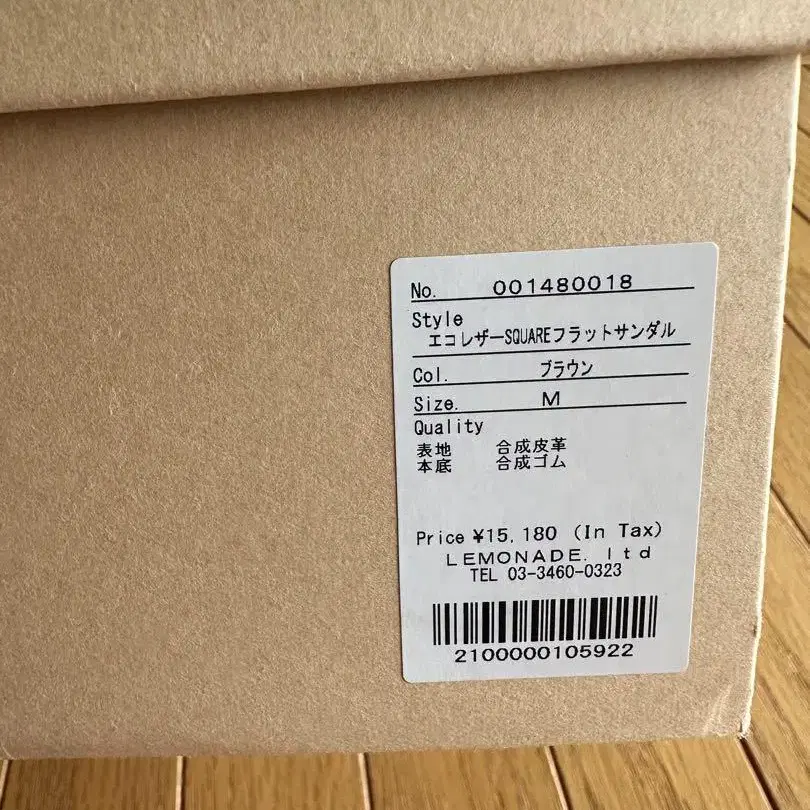 No. 001480018
Style
エコレザーSQUAREフラットサンダル
Col. ブラウン
Size. M
Quality
表地 合成皮革
本底 合成ゴム
Price ¥15,180 (In Tax)
LEMONADE. ltd
TEL 03-3460-0323
2100000105922